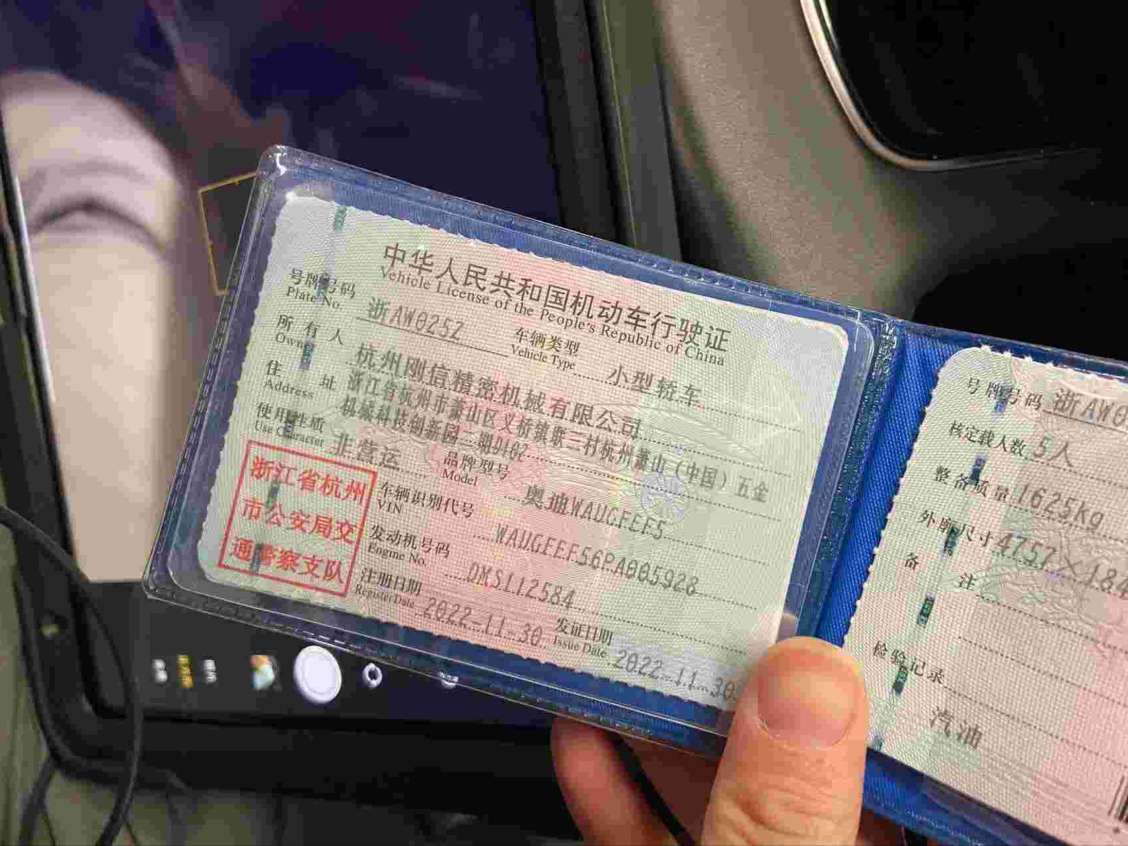 中华人民共和国机动车行驶证
Vehicle License of the People's Republic of China
号牌号码 浙AW025Z 车辆类型 小型轿车
Plate No. Vehicle Type
所有人 杭州刚信精密机械有限公司
Owner
住址 浙江省杭州市萧山区义桥镇联三村杭州萧山（中国）五金
Address 机械科技创新园二期D102
使用性质 非营运 品牌型号 奥迪WAUGFEF5
Use Character Model
浙江省杭州
市公安局交
通警察支队
车辆识别代号 WAUGFEF56PA005928
VIN
发动机号码 DMS112584
Engine No.
注册日期 2022-11-30 发证日期 2022-11-30
Register Date Issue Date
号牌号码 浙AW0
核定载人数 5人
整备质量 1625kg
外廓尺寸 4757×184
备注
检验记录
汽油